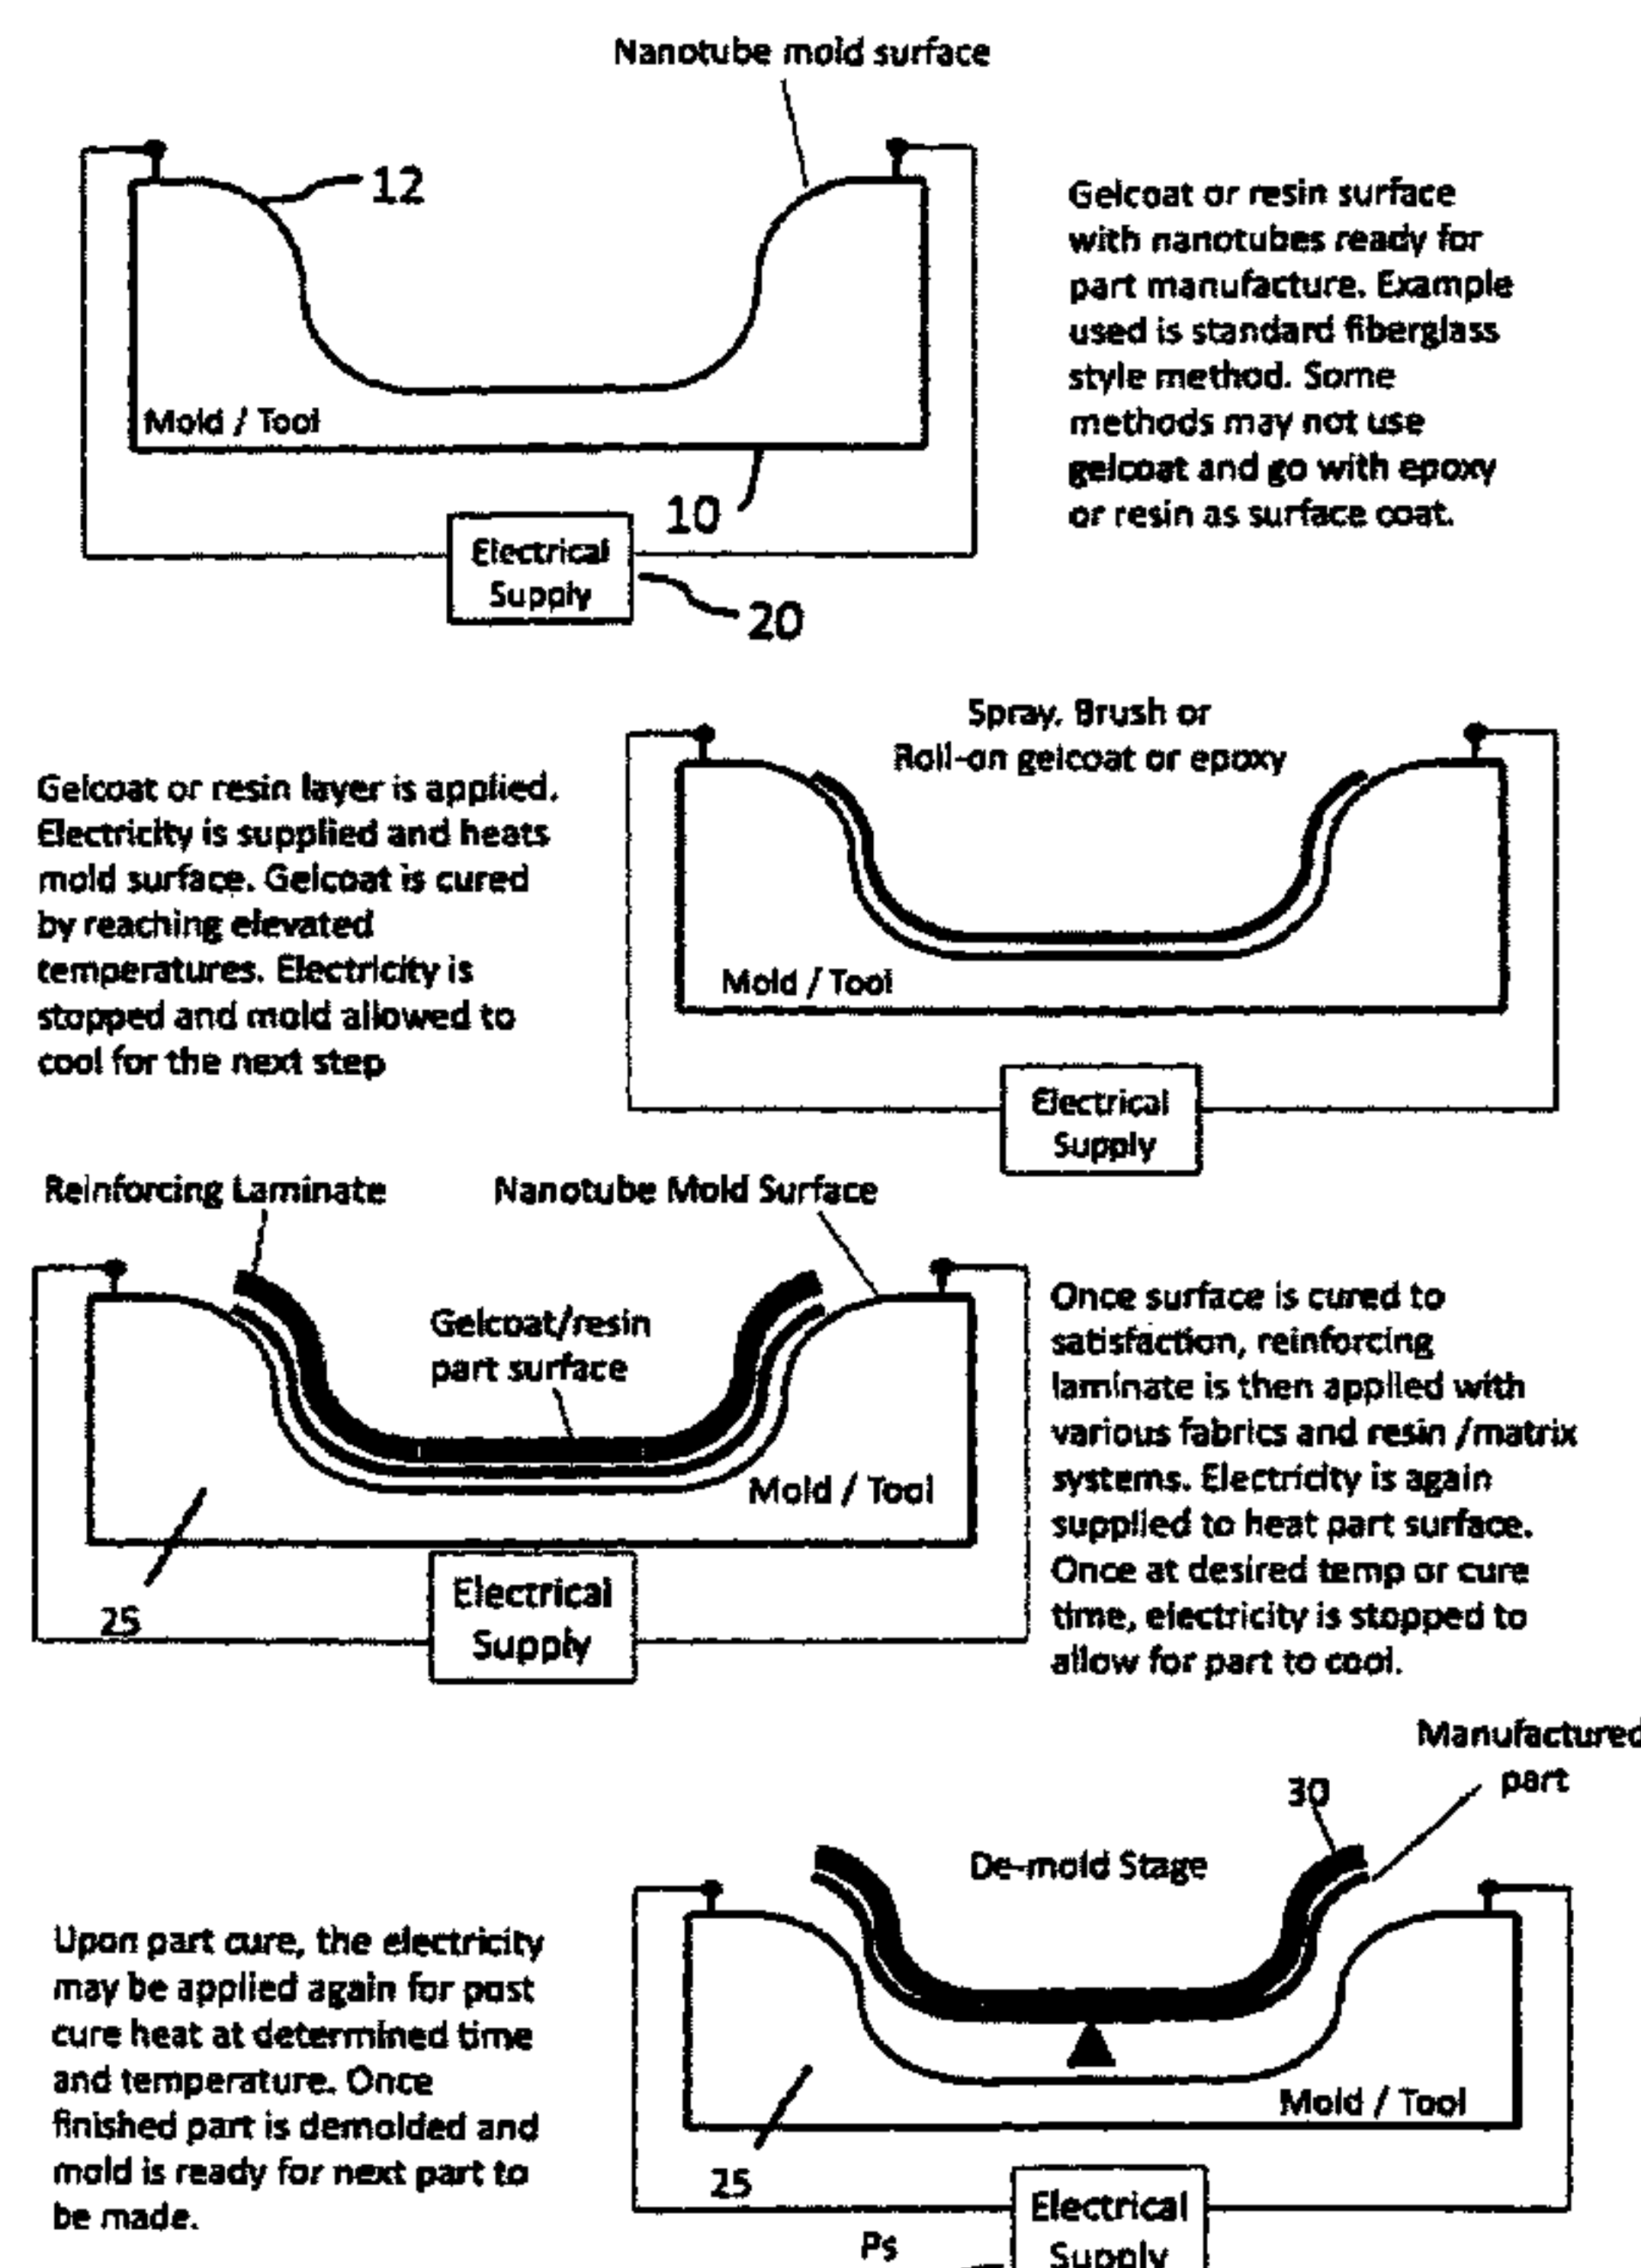 Nanotube mold surface
12
Gelcoat or resin surface
with nanotubes ready for
part manufacture. Example
used is standard fiberglass
style method. Some
methods may not use
gelcoat and go with epoxy
or resin as surface coat.
Mold / Tool
10
Electrical
Supply
20
Spray. Brush or
Roll-on gelcoat or epoxy
Gelcoat or resin layer is applied.
Electricity is supplied and heats
mold surface. Gelcoat is cured
by reaching elevated
temperatures. Electricity is
stopped and mold allowed to
cool for the next step
Mold / Tool
Electrical
Supply
Reinforcing Laminate
Nanotube Mold Surface
Gelcoat/resin
part surface
Mold / Tool
25
Electrical
Supply
Once surface is cured to
satisfaction, reinforcing
laminate is then applied with
various fabrics and resin /matrix
systems. Electricity is again
supplied to heat part surface.
Once at desired temp or cure
time, electricity is stopped to
allow for part to cool.
Manufactured
part
30
De-mold Stage
Upon part cure, the electricity
may be applied again for post
cure heat at determined time
and temperature. Once
finished part is demolded and
mold is ready for next part to
be made.
Mold / Tool
25
Electrical
Supply
Ps